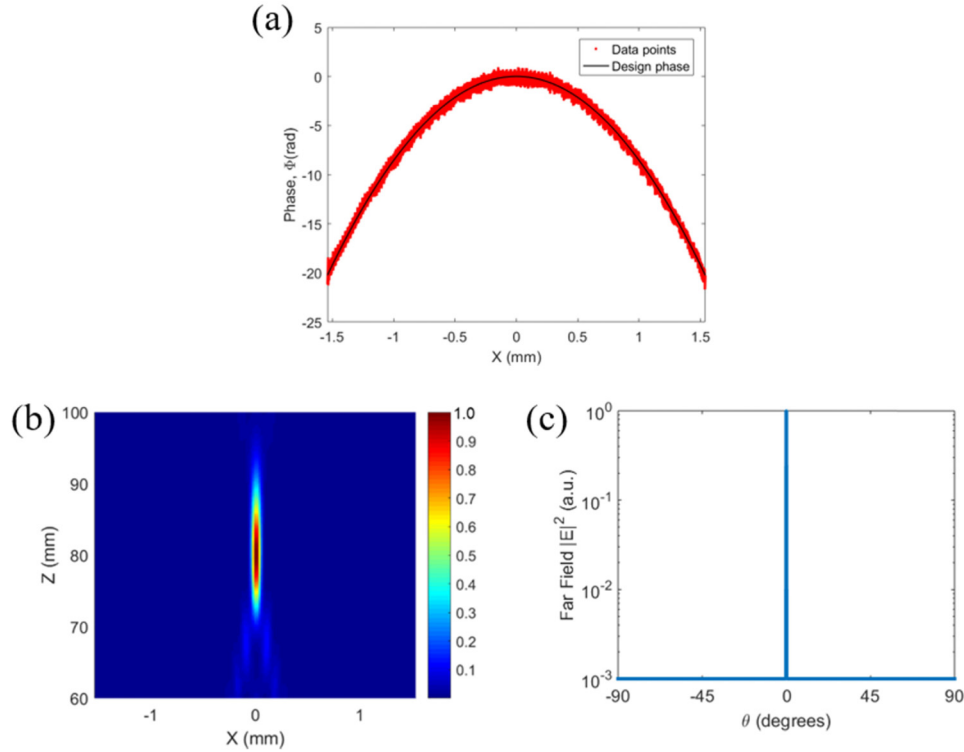 (a)
5
0
-5
-10
-15
-20
-25
Phase, Φ(rad)
Data points
Design phase
-1.5 -1 -0.5 0 0.5 1 1.5
X (mm)
(b)
100
90
80
70
60
Z (mm)
-1 0 1
X (mm)
1.0
0.9
0.8
0.7
0.6
0.5
0.4
0.3
0.2
0.1
(c)
10^0
10^-1
10^-2
10^-3
Far Field |E|^2 (a.u.)
-90 -45 0 45 90
θ (degrees)